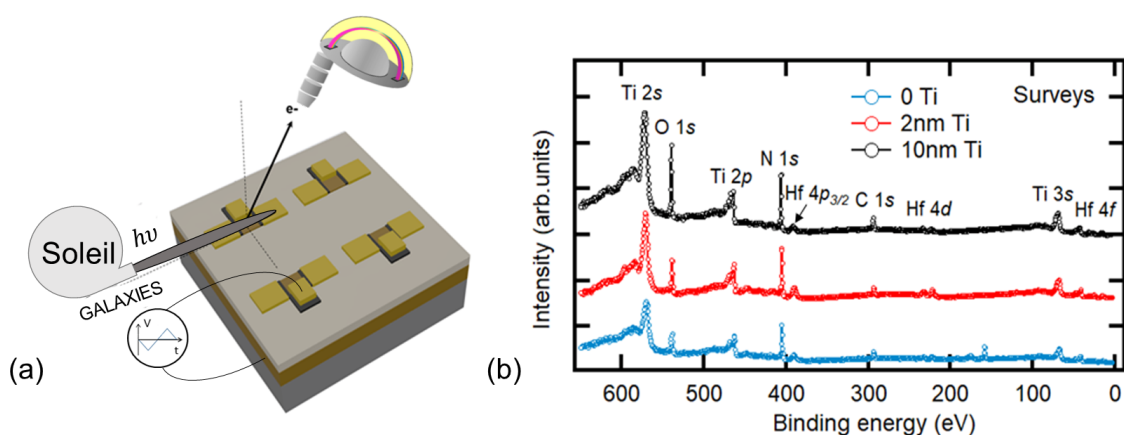 e-
Soleil
hν
GALAXIES
V
t
(a)
Surveys
0 Ti
2nm Ti
10nm Ti
Ti 2s
O 1s
Ti 2p
N 1s
Hf 4p3/2
C 1s
Hf 4d
Ti 3s
Hf 4f
Intensity (arb.units)
600 500 400 300 200 100 0
Binding energy (eV)
(b)